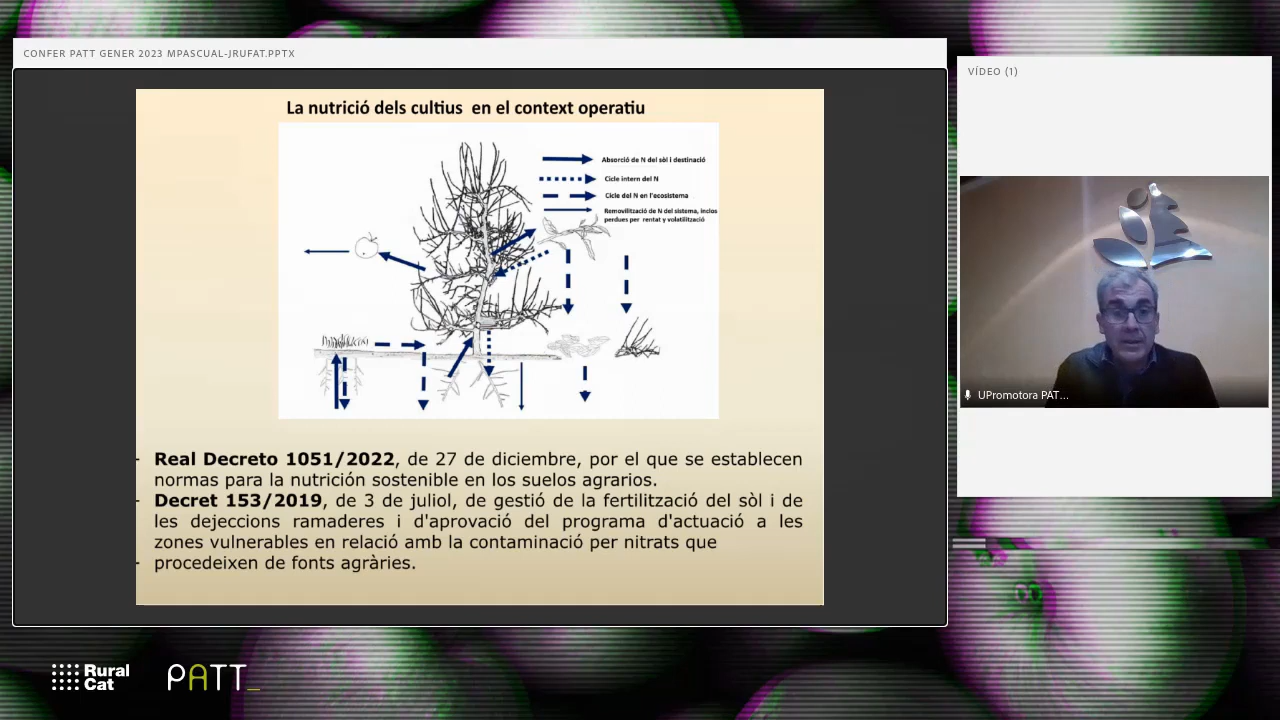 CONFER PATT GENER 2023 MPASCUAL-JRUFAT.PPTX
VÍDEO (1)
La nutrició dels cultius en el context operatiu
Absorció de N del sòl i destinació
Cicle intern del N
Cicle del N en l'ecosistema
Removilització de N del sistema, inclos
perdues per rentat y volatilització
UPromotora PAT...
- Real Decreto 1051/2022, de 27 de diciembre, por el que se establecen
normas para la nutrición sostenible en los suelos agrarios.
- Decret 153/2019, de 3 de juliol, de gestió de la fertilització del sòl i de
les dejeccions ramaderes i d'aprovació del programa d'actuació a les
zones vulnerables en relació amb la contaminació per nitrats que
- procedeixen de fonts agràries.
Rural
Cat
PATT_